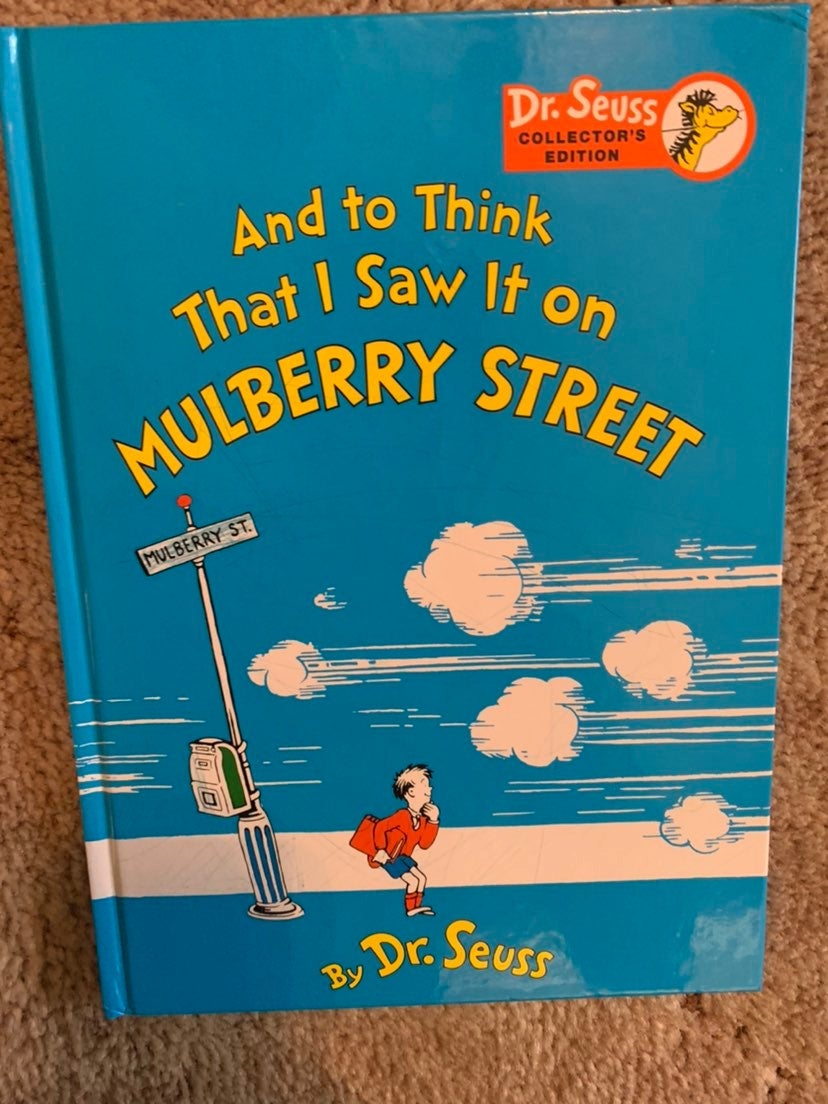 Dr. Seuss
COLLECTOR'S
EDITION
And to Think
That I Saw It on
MULBERRY STREET
MULBERRY ST.
By Dr. Seuss